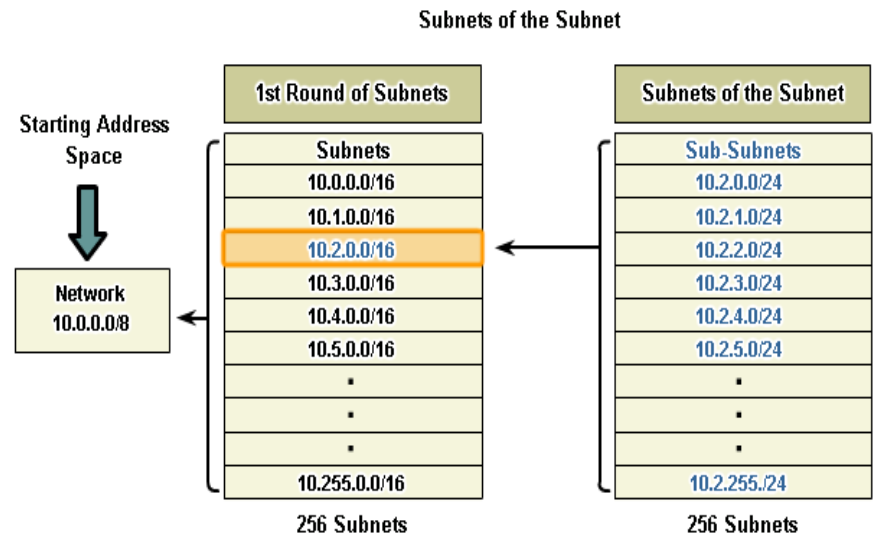 Subnets of the Subnet
Starting Address
Space
Network
10.0.0.0/8
1st Round of Subnets
Subnets
10.0.0.0/16
10.1.0.0/16
10.2.0.0/16
10.3.0.0/16
10.4.0.0/16
10.5.0.0/16
.
.
.
10.255.0.0/16
256 Subnets
Subnets of the Subnet
Sub-Subnets
10.2.0.0/24
10.2.1.0/24
10.2.2.0/24
10.2.3.0/24
10.2.4.0/24
10.2.5.0/24
.
.
.
10.2.255./24
256 Subnets